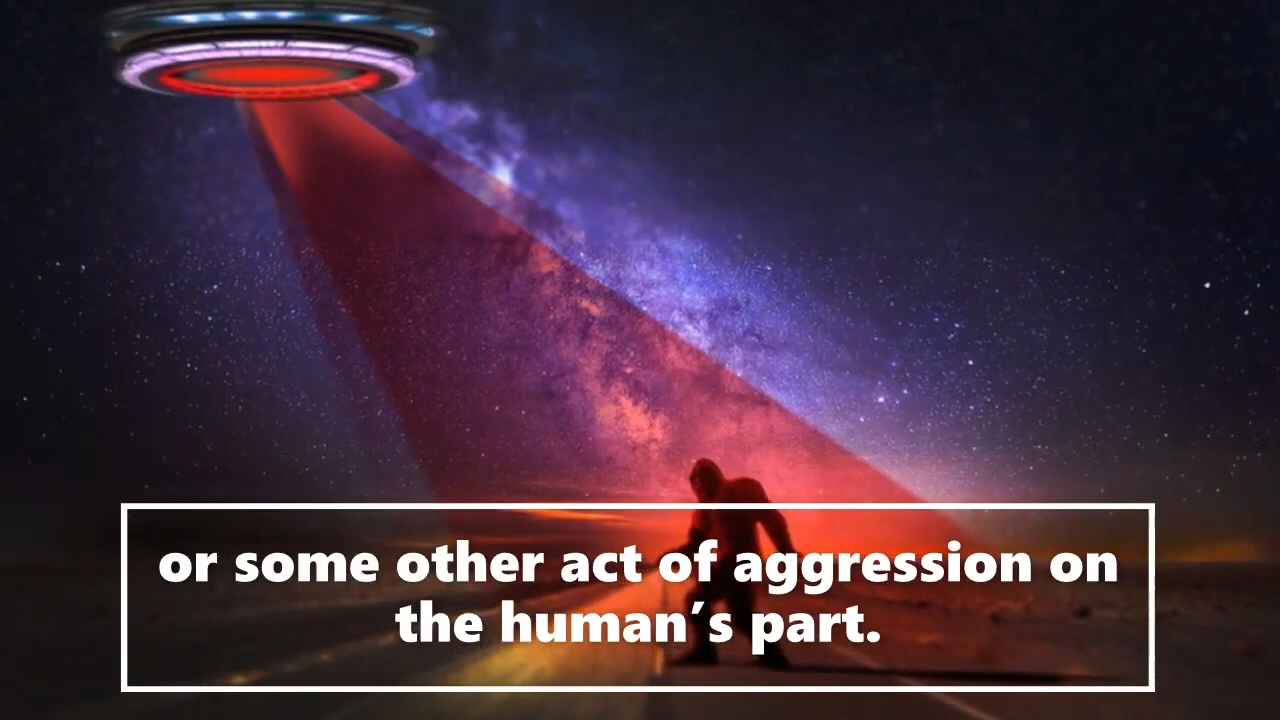 or some other act of aggression on
the human’s part.